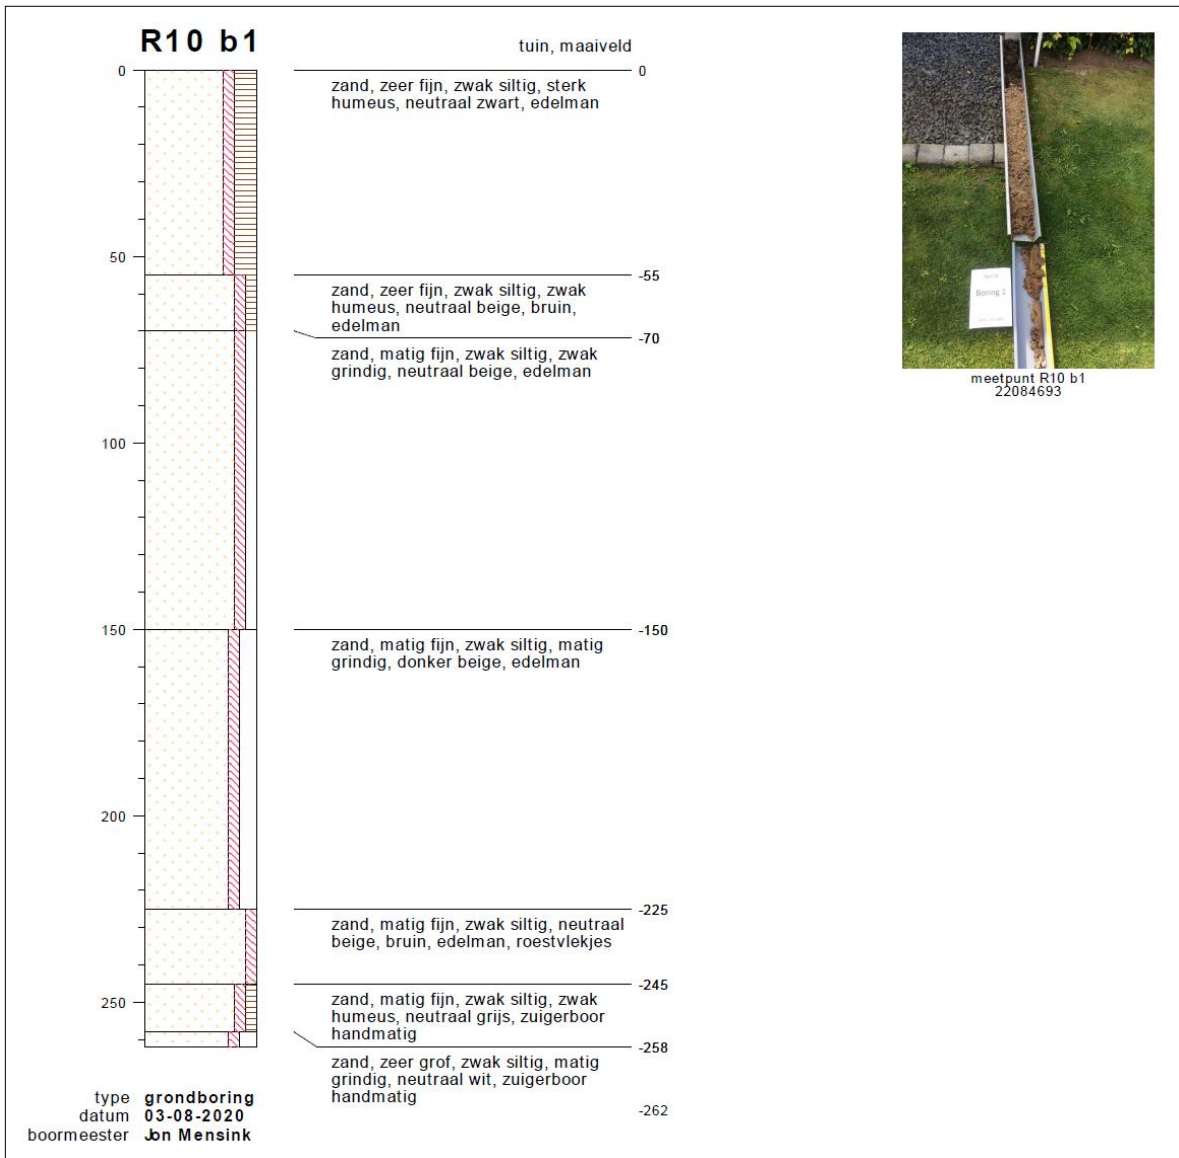 R10 b1
tuin, maaiveld
0
0
zand, zeer fijn, zwak siltig, sterk
humeus, neutraal zwart, edelman
50
-55
zand, zeer fijn, zwak siltig, zwak
humeus, neutraal beige, bruin,
edelman
-70
zand, matig fijn, zwak siltig, zwak
grindig, neutraal beige, edelman
100
150
-150
zand, matig fijn, zwak siltig, matig
grindig, donker beige, edelman
200
-225
zand, matig fijn, zwak siltig, neutraal
beige, bruin, edelman, roestvlekjes
-245
250
zand, matig fijn, zwak siltig, zwak
humeus, neutraal grijs, zuigerboor
handmatig
-258
zand, zeer grof, zwak siltig, matig
grindig, neutraal wit, zuigerboor
handmatig
-262
type grondboring
datum 03-08-2020
boormeester Jon Mensink
Boring 1
meetpunt R10 b1
22084693